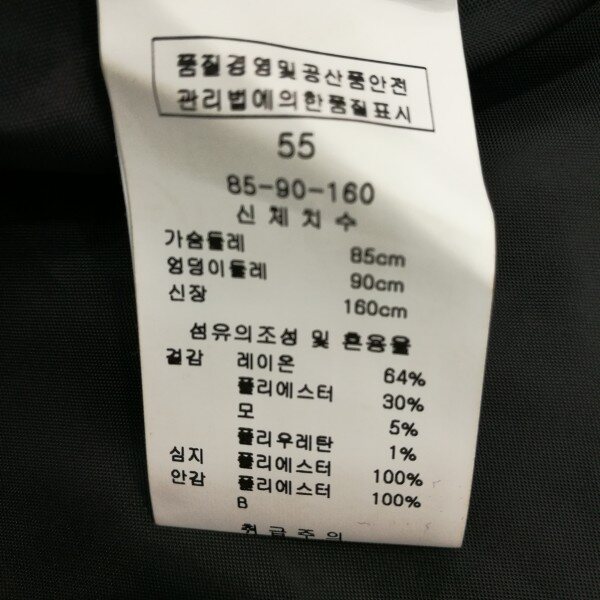 품질경영및공산품안전
관리법에의한품질표시
55
85-90-160
신체치수
가슴둘레 85cm
엉덩이둘레 90cm
신장 160cm
섬유의조성 및 혼용율
겉감 레이온 64%
폴리에스터 30%
모 5%
폴리우레탄 1%
심지 폴리에스터 100%
안감 폴리에스터 100%
B
취급주의